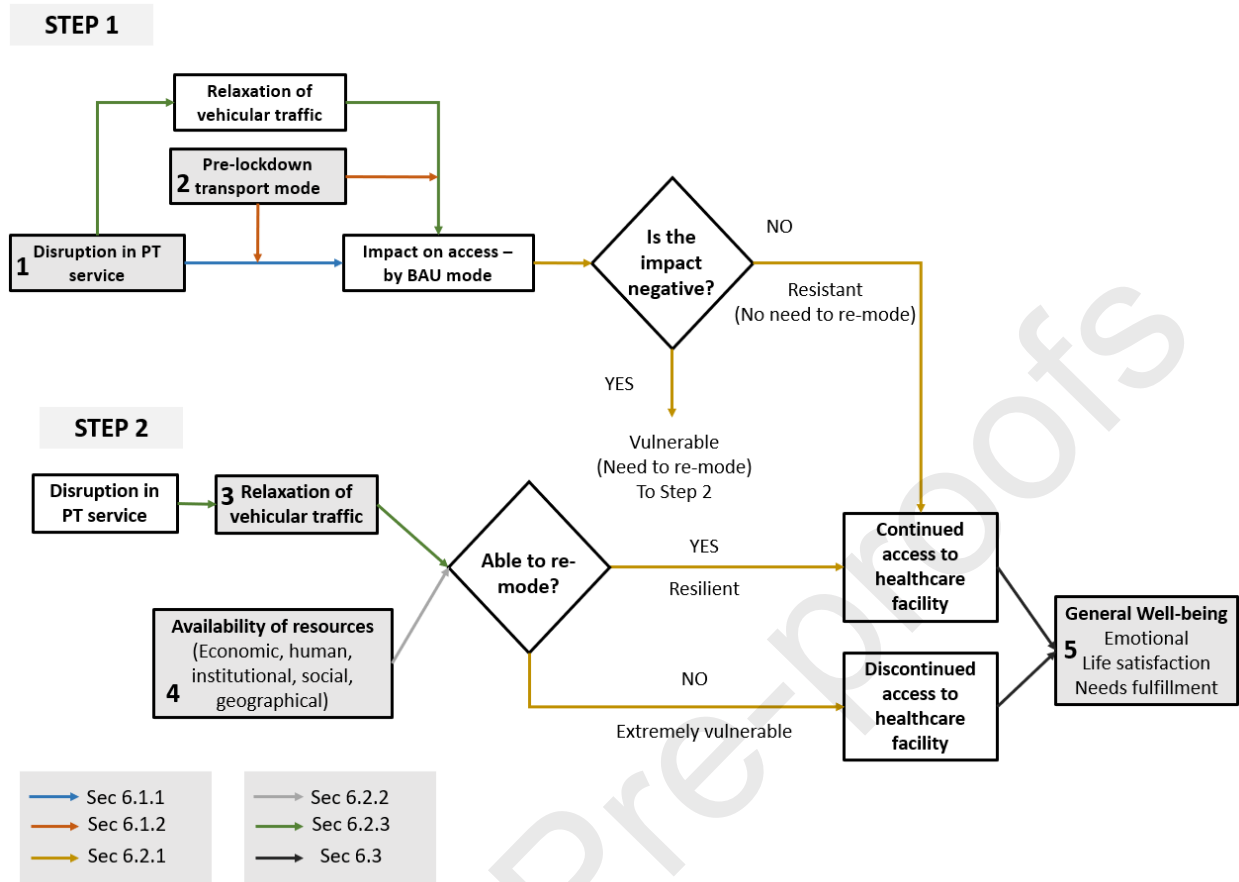 STEP 1
Relaxation of
vehicular traffic
2
Pre-lockdown
transport mode
1
Disruption in PT
service
Impact on access –
by BAU mode
Is the
impact
negative?
NO
Resistant
(No need to re-mode)
YES
Vulnerable
(Need to re-mode)
To Step 2
STEP 2
Disruption in
PT service
3
Relaxation of
vehicular traffic
Able to re-
mode?
YES
Resilient
Continued
access to
healthcare
facility
Availability of resources
(Economic, human,
institutional, social,
geographical)
4
NO
Extremely vulnerable
Discontinued
access to
healthcare
facility
General Well-being
5
Emotional
Life satisfaction
Needs fulfillment
Sec 6.1.1
Sec 6.1.2
Sec 6.2.1
Sec 6.2.2
Sec 6.2.3
Sec 6.3
Pre-proofs